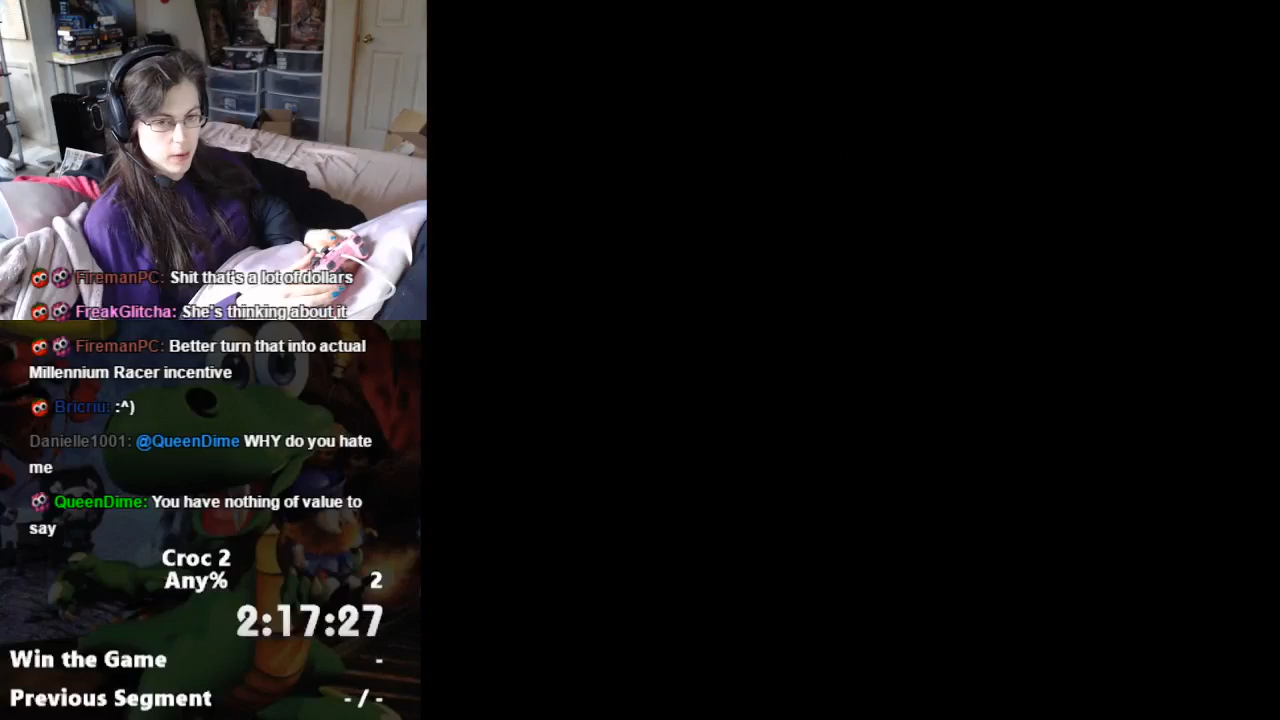 FiremanPC: Shit that's a lot of dollars
FreakGlitcha: She's thinking about it
FiremanPC: Better turn that into actual
Millennium Racer incentive
Bricriu: :^)
Danielle1001: @QueenDime WHY do you hate
me
QueenDime: You have nothing of value to
say
Croc 2
Any% 2
2:17:27
Win the Game -
Previous Segment - / -